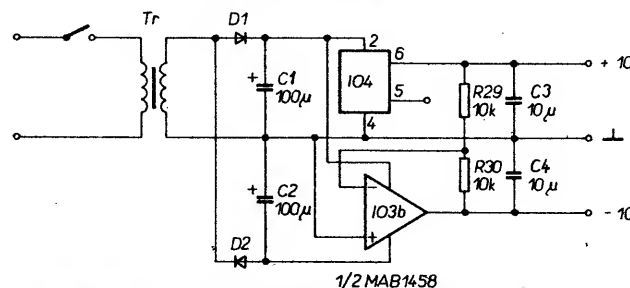 Tr
D1
2
6
+ 10
C1
100µ
IO4
5
R29
10k
C3
10µ
4
+
C2
100µ
R30
10k
C4
10µ
−
IO3b
+
- 10
D2
1/2 MAB1458
+